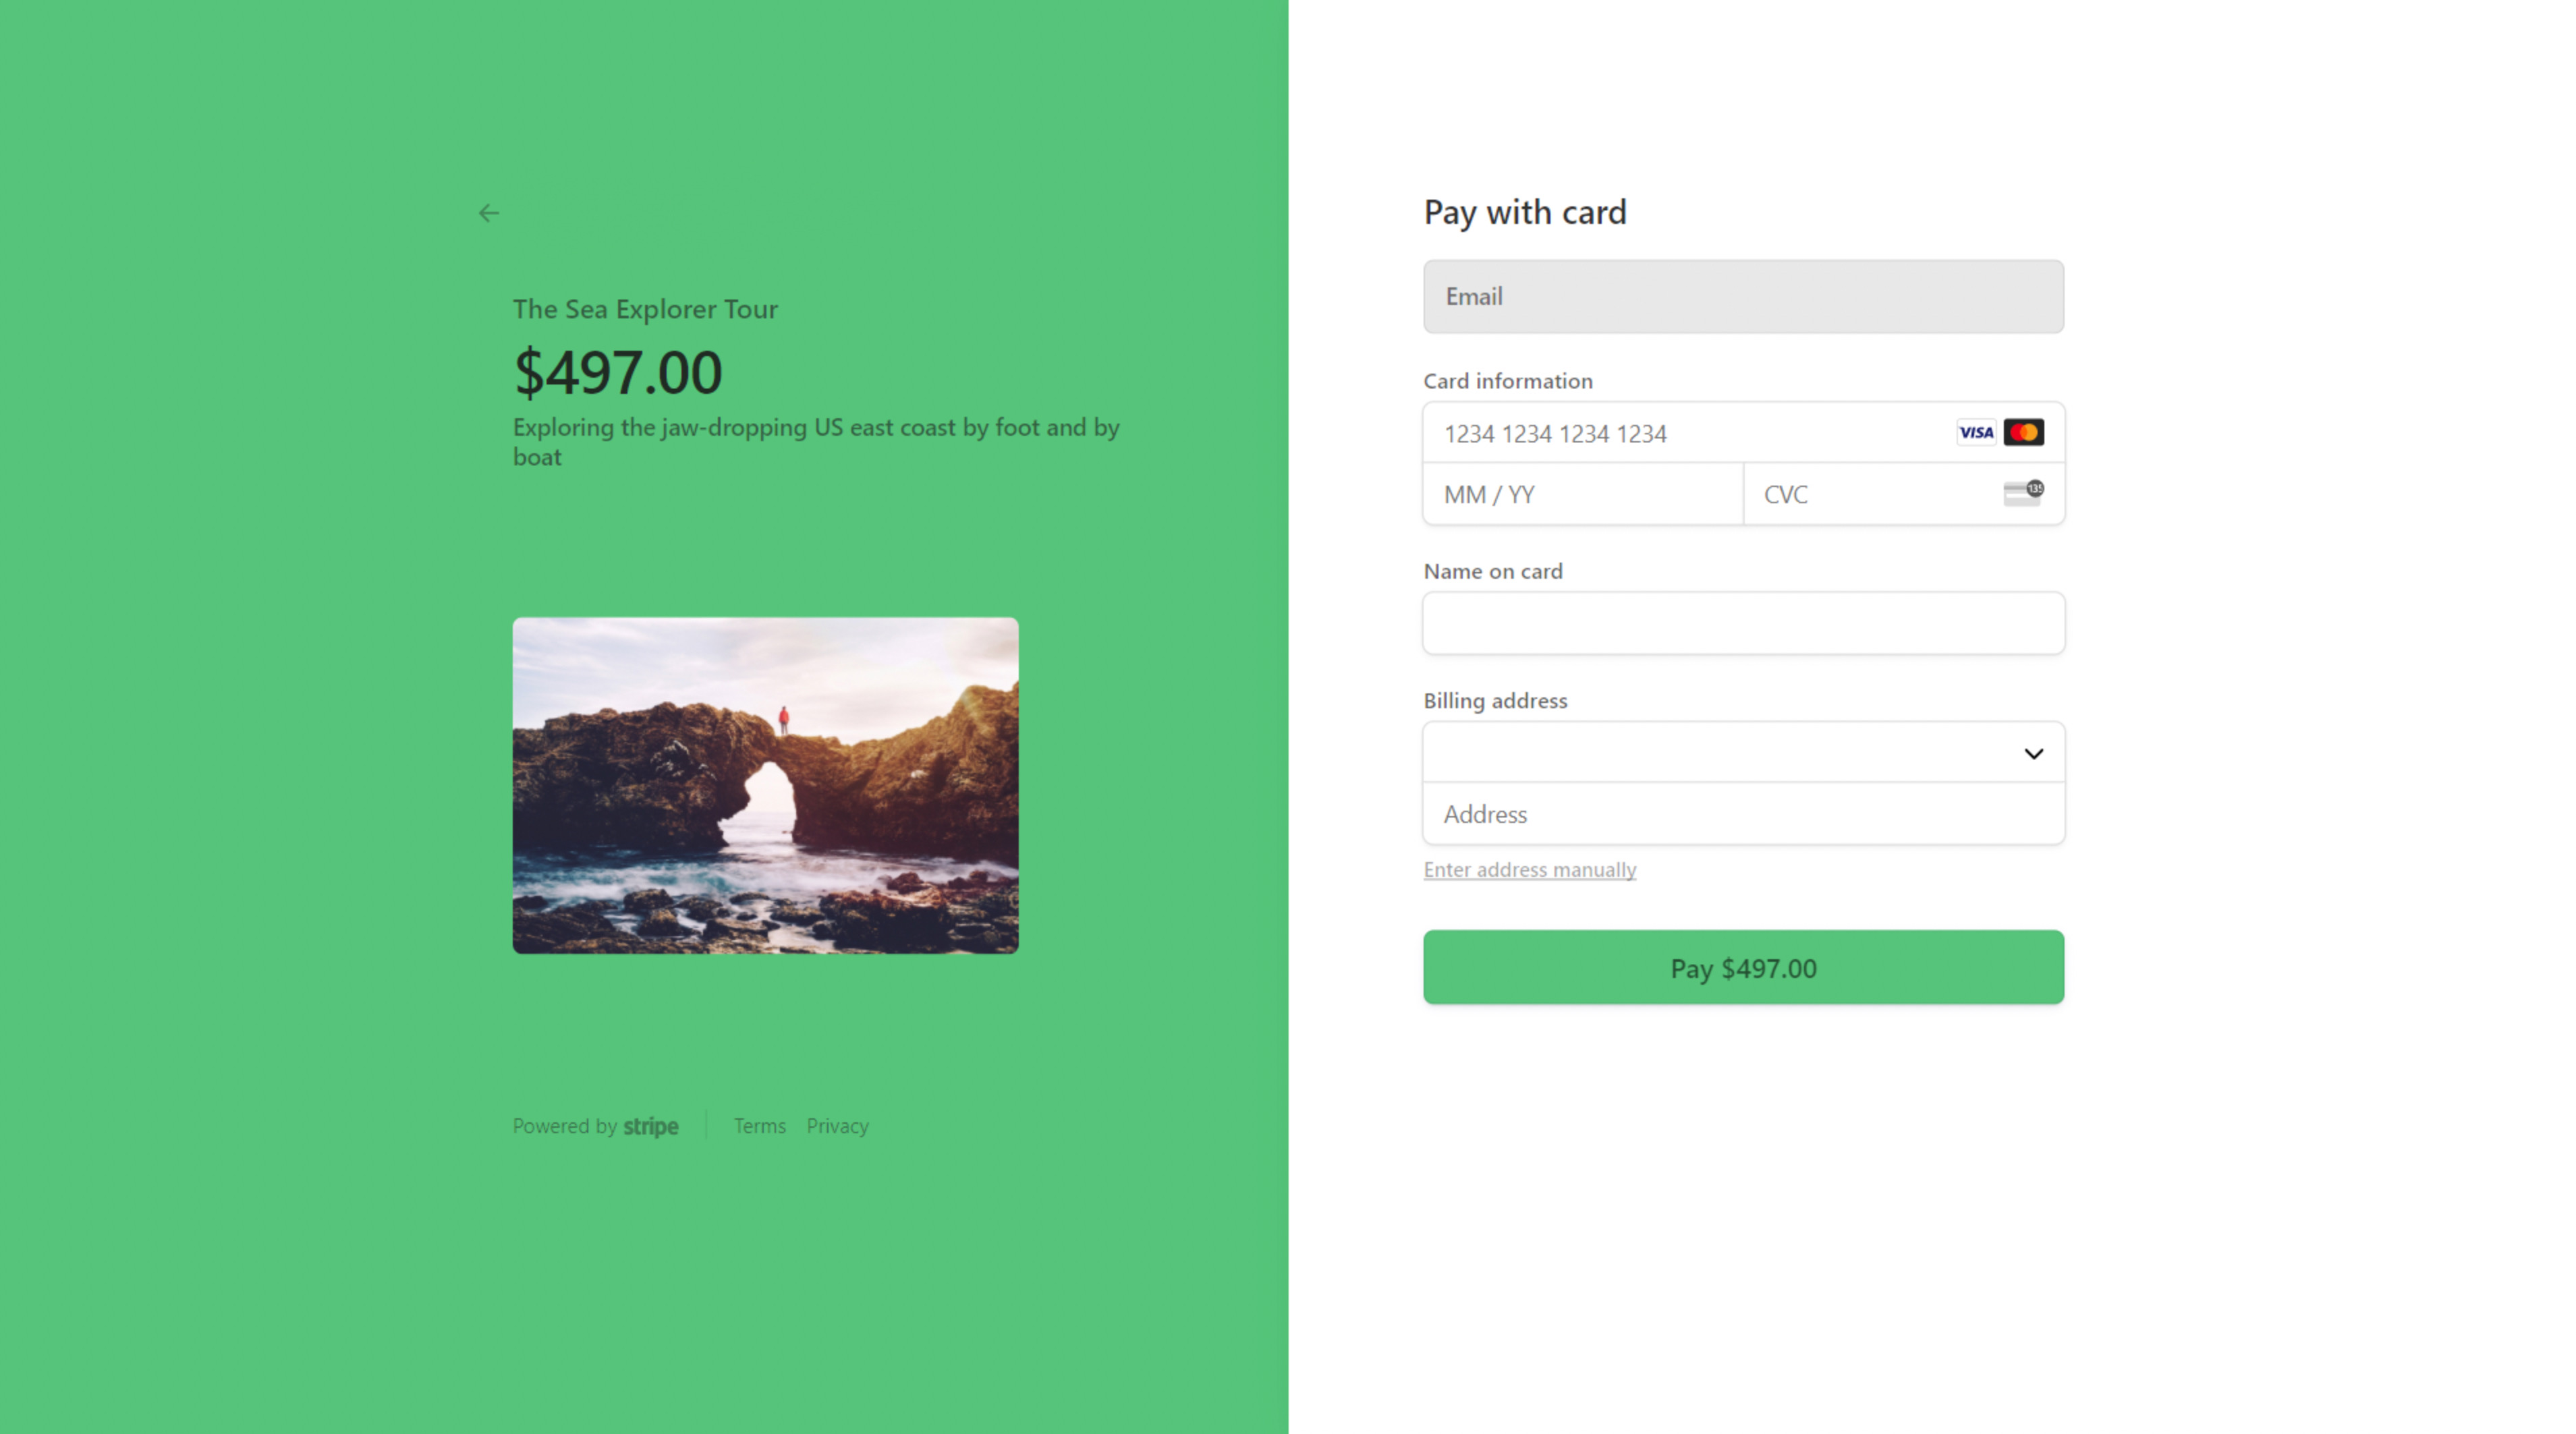 The Sea Explorer Tour
$497.00
Exploring the jaw-dropping US east coast by foot and by
boat
Powered by stripe
Terms Privacy
Pay with card
Email
Card information
1234 1234 1234 1234 VISA
MM / YY CVC 135
Name on card
Billing address
Address
Enter address manually
Pay $497.00